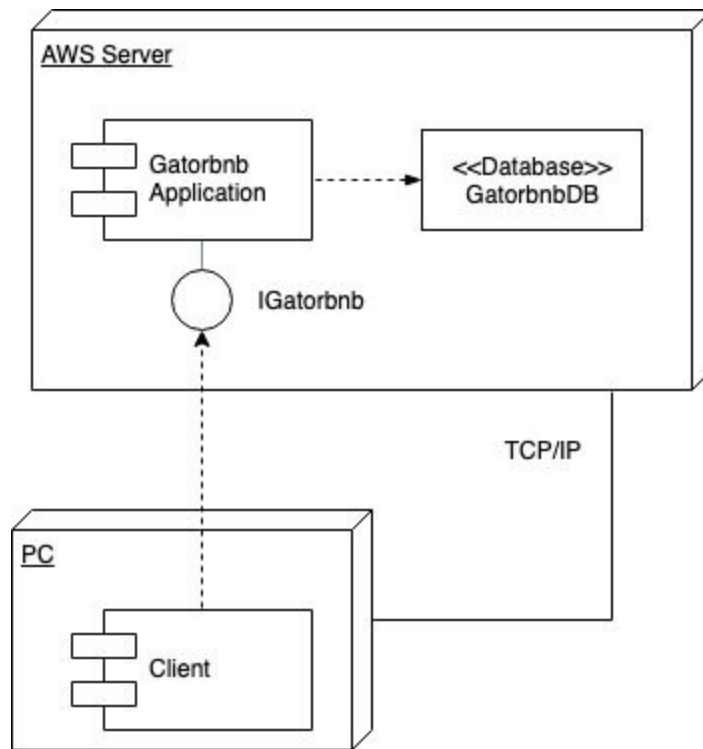 AWS Server
Gatorbnb
Application
<<Database>>
GatorbnbDB
IGatorbnb
TCP/IP
PC
Client